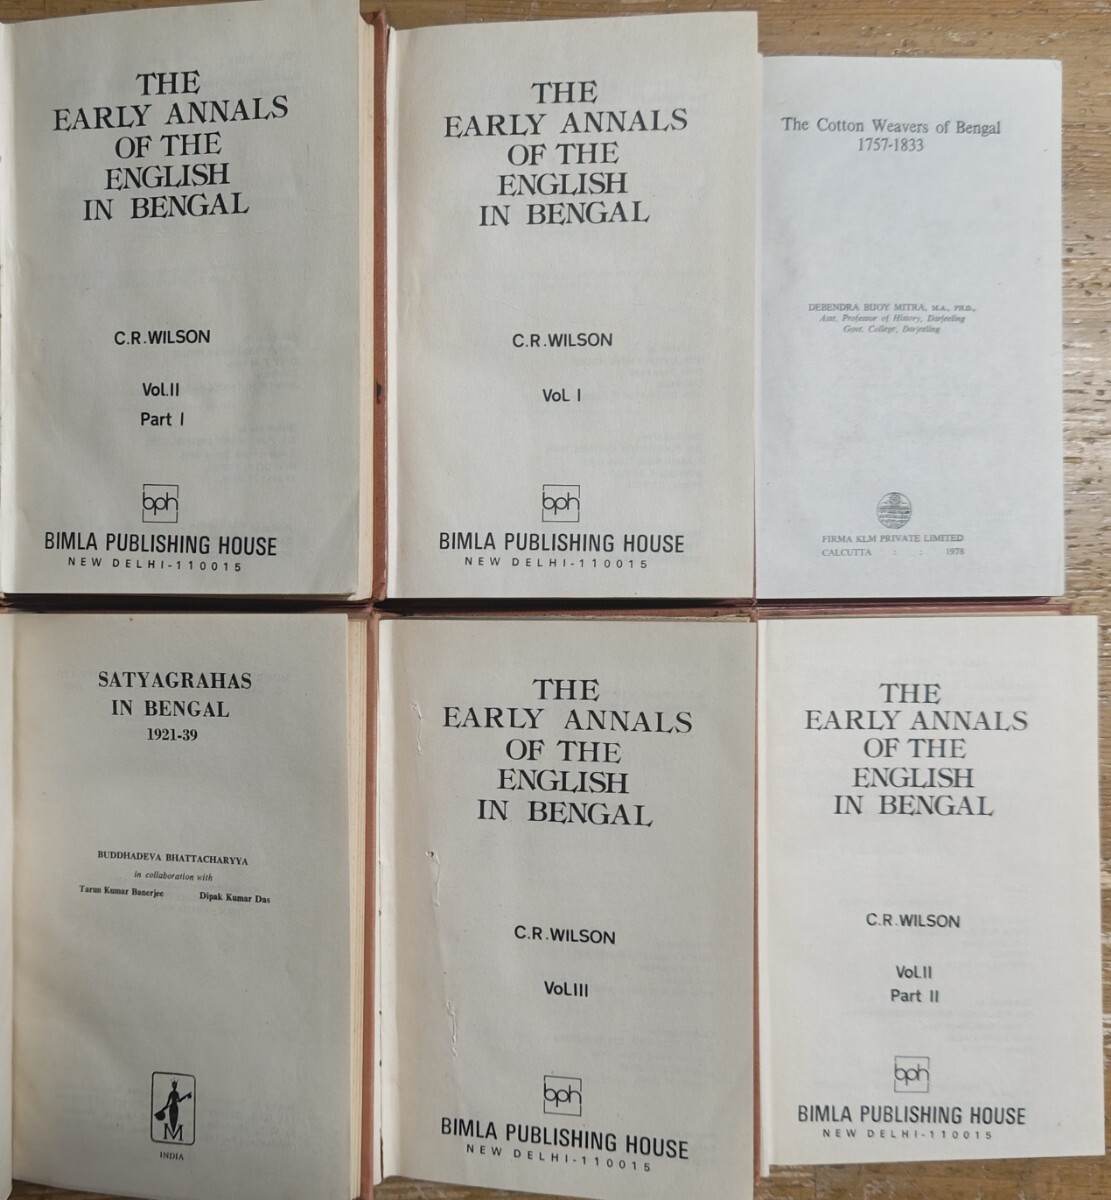 THE
EARLY ANNALS
OF THE
ENGLISH
IN BENGAL
C.R.WILSON
Vol.II
Part I
bph
BIMLA PUBLISHING HOUSE
NEW DELHI-110015
THE
EARLY ANNALS
OF THE
ENGLISH
IN BENGAL
C.R.WILSON
Vol. I
bph
BIMLA PUBLISHING HOUSE
NEW DELHI-110015
The Cotton Weavers of Bengal
1757-1833
DEBENDRA BIJOY MITRA, M.A., PH.D.,
Asst. Professor of History, Darjeeling
Govt. College, Darjeeling
FIRMA KLM PRIVATE LIMITED
CALCUTTA : : 1978
SATYAGRAHAS
IN BENGAL
1921-39
BUDDHADEVA BHATTACHARYYA
in collaboration with
Tarun Kumar Banerjee Dipak Kumar Das
M
INDIA
THE
EARLY ANNALS
OF THE
ENGLISH
IN BENGAL
C.R.WILSON
Vol.III
bph
BIMLA PUBLISHING HOUSE
NEW DELHI-110015
THE
EARLY ANNALS
OF THE
ENGLISH
IN BENGAL
C.R.WILSON
Vol.II
Part II
bph
BIMLA PUBLISHING HOUSE
NEW DELHI-110015